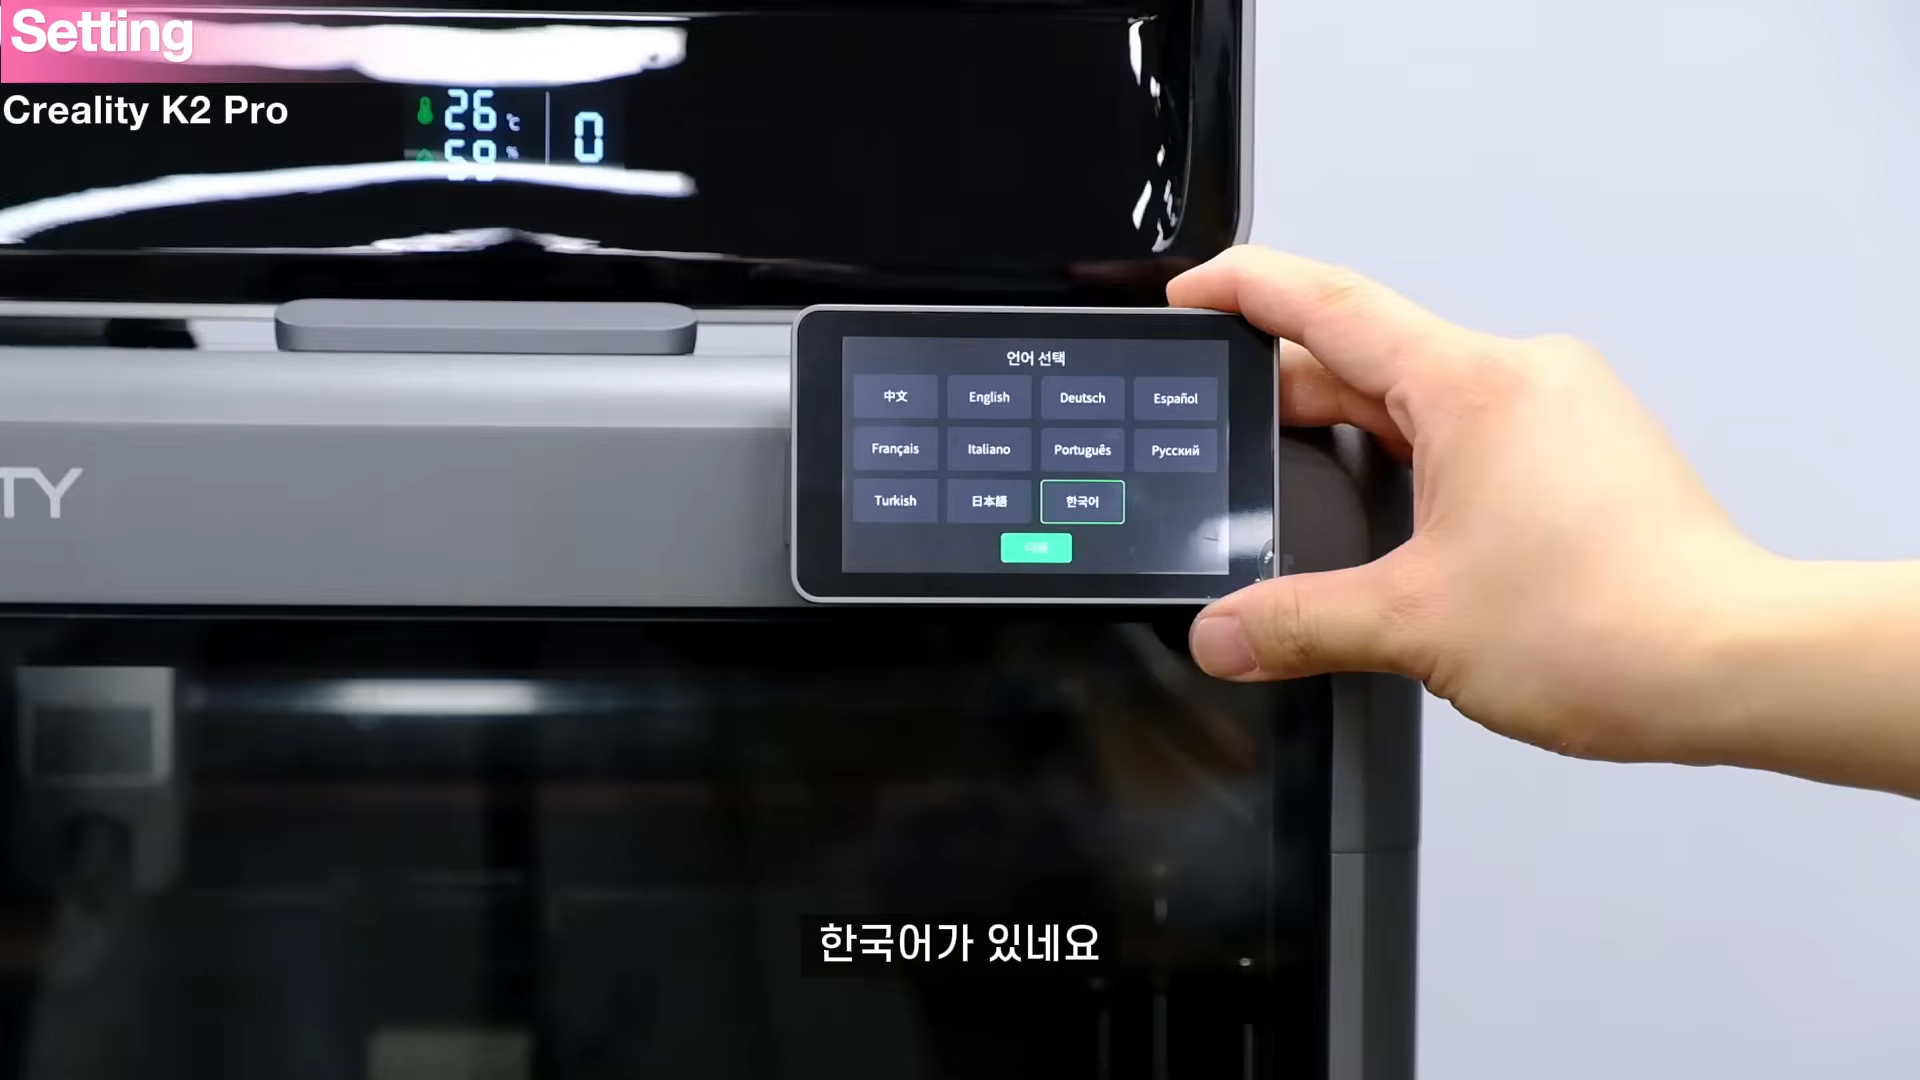 Setting
Creality K2 Pro
26 ℃
0
%
TY
언어 선택
中文
English
Deutsch
Español
Français
Italiano
Português
Русский
Turkish
日本語
한국어
한국어가 있네요